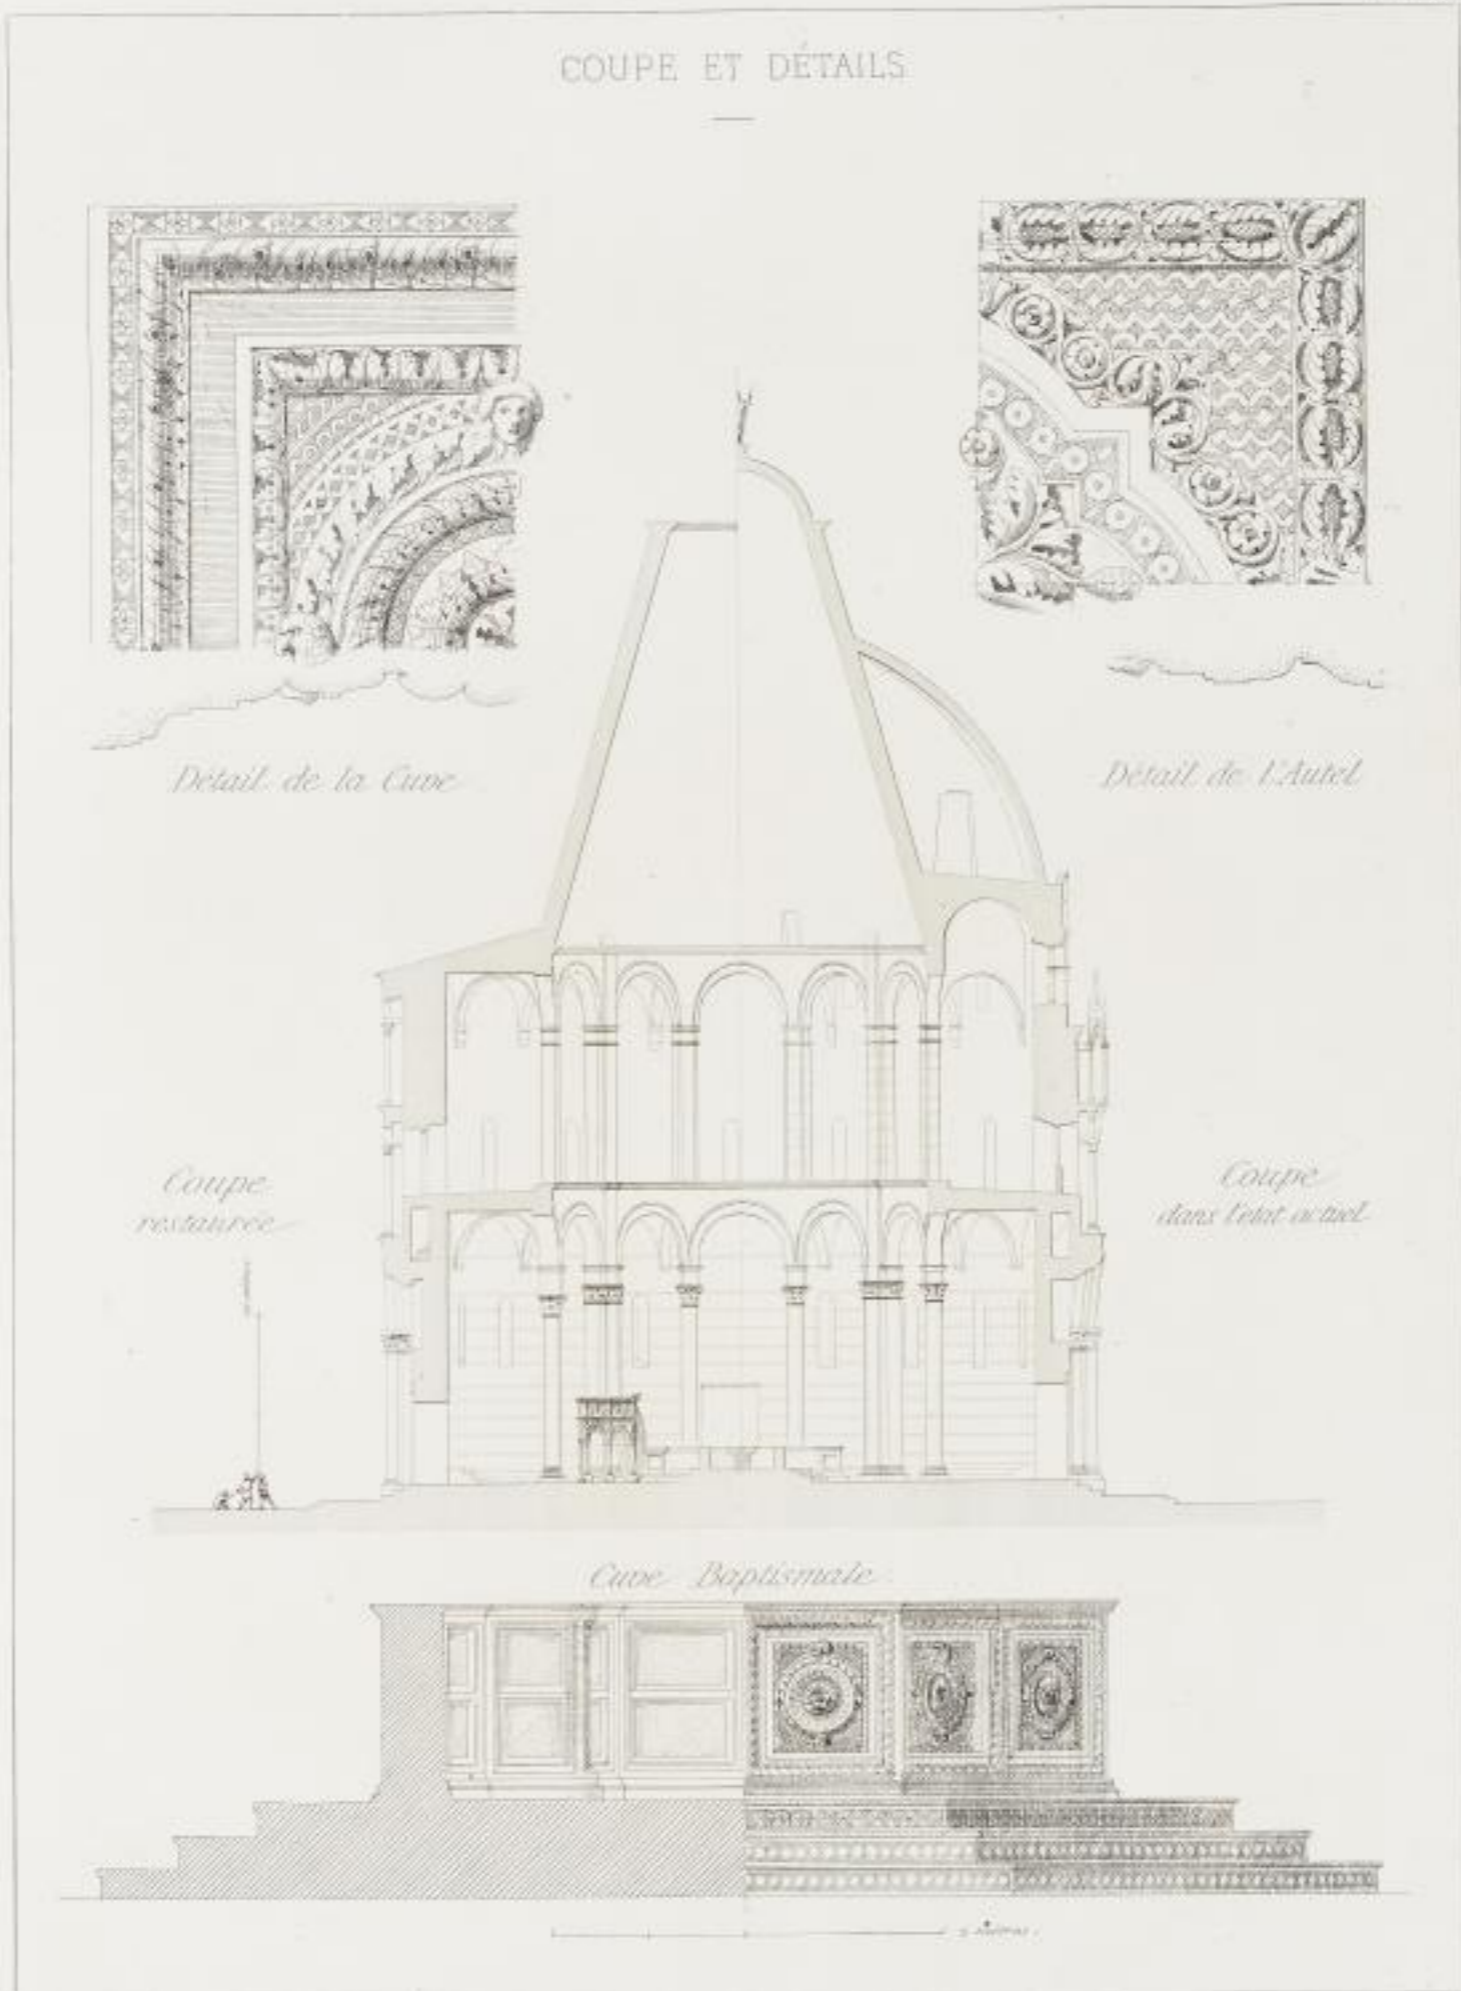 COUPE ET DÉTAILS
Détail de la Cuve
Détail de l'Autel
Coupe
restaurée
Coupe
dans l'état actuel
Cuve Baptismale